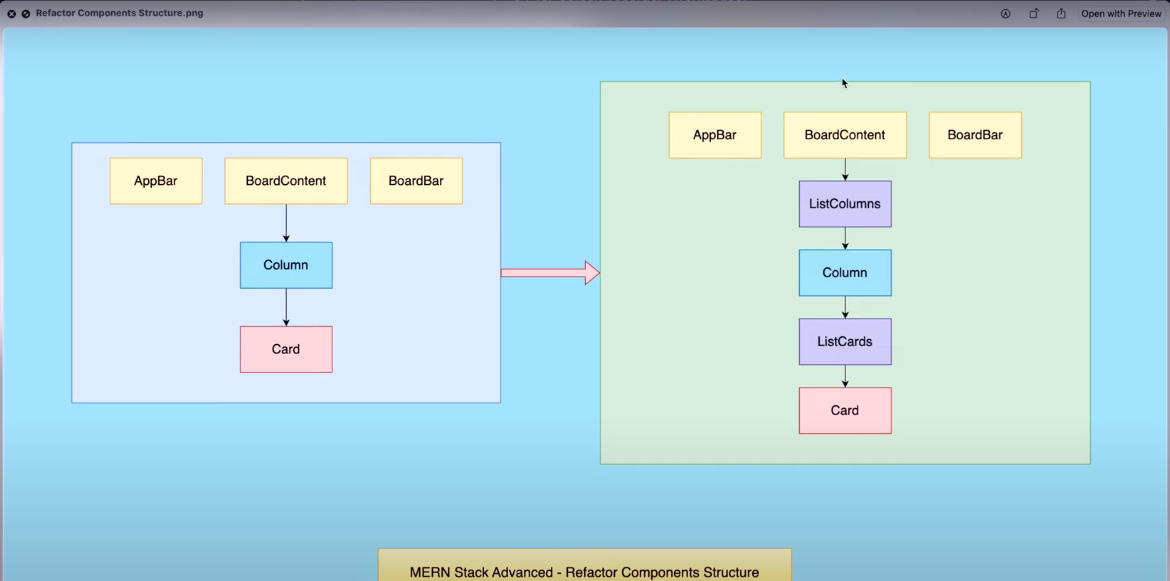 Refactor Components Structure.png
Open with Preview
AppBar
BoardContent
BoardBar
Column
Card
AppBar
BoardContent
BoardBar
ListColumns
Column
ListCards
Card
MERN Stack Advanced - Refactor Components Structure